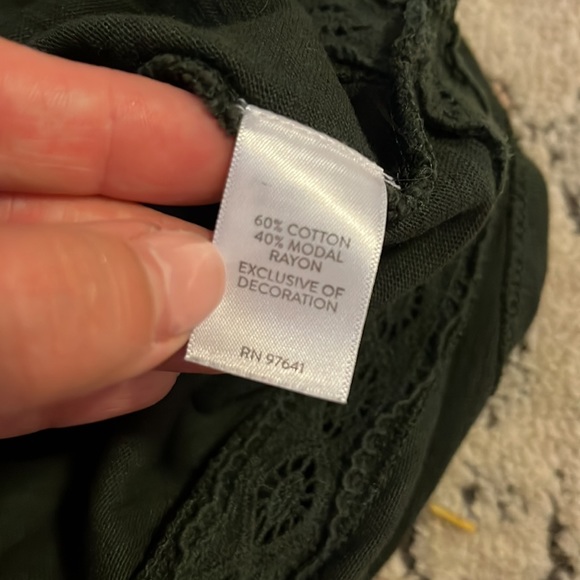 60% COTTON
40% MODAL
RAYON
EXCLUSIVE OF
DECORATION
RN 97641